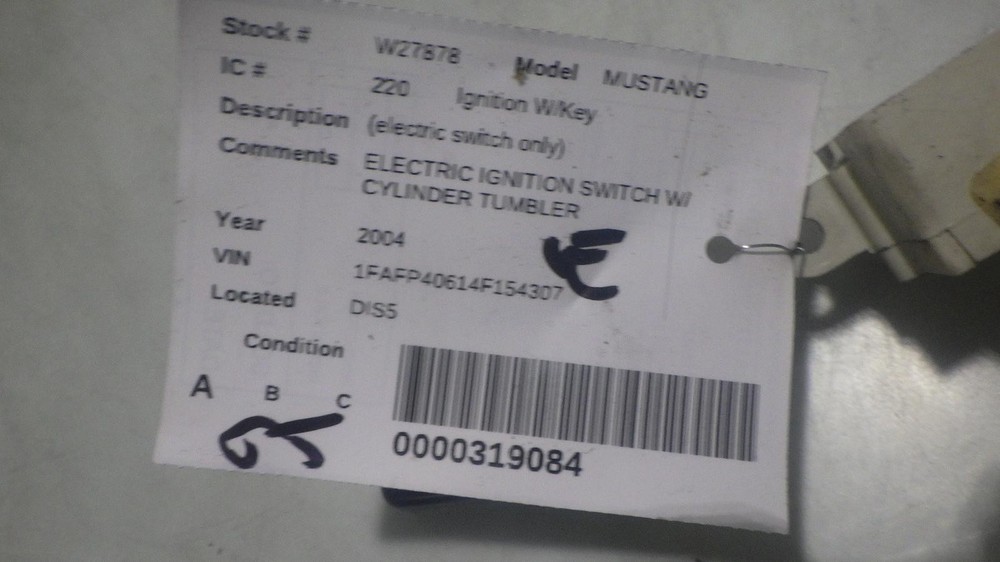 Stock # W27878 Model MUSTANG
IC # 220 Ignition W/Key
Description (electric switch only)
Comments ELECTRIC IGNITION SWITCH W/
CYLINDER TUMBLER
Year 2004
VIN 1FAFP40614F154307
Located DIS5
E
Condition
A B C
0000319084